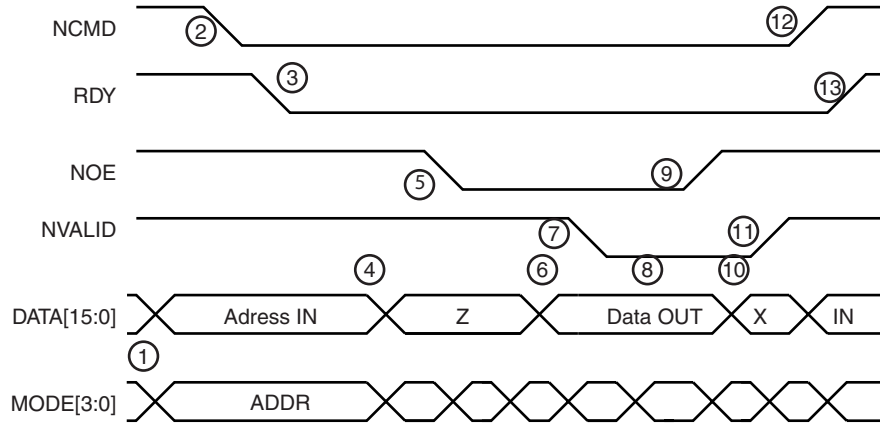 NCMD 2 12
RDY 3 13
NOE 5 9
NVALID 7 11
4 6 8 10
DATA[15:0] Adress IN Z Data OUT X IN
1
MODE[3:0] ADDR